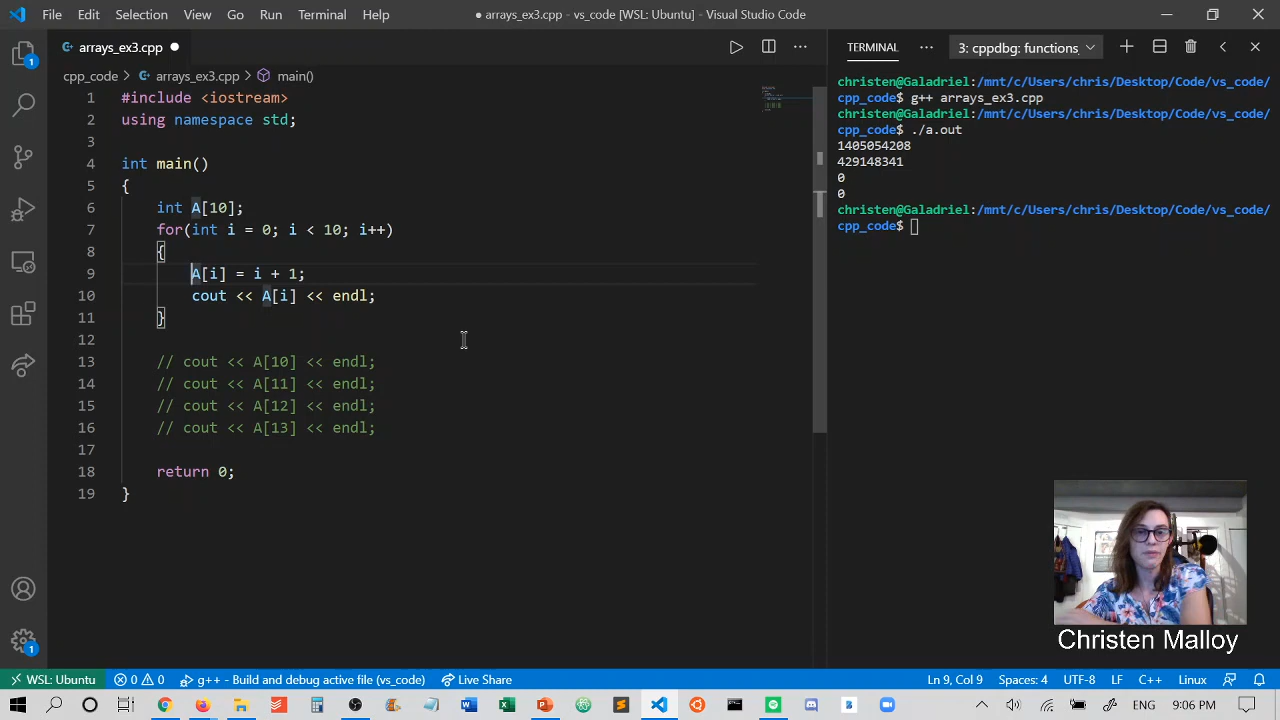 File Edit Selection View Go Run Terminal Help
● arrays_ex3.cpp - vs_code [WSL: Ubuntu] - Visual Studio Code
arrays_ex3.cpp ●
cpp_code > arrays_ex3.cpp > main()
1 #include <iostream>
2 using namespace std;
3
4 int main()
5 {
6     int A[10];
7     for(int i = 0; i < 10; i++)
8     {
9         A[i] = i + 1;
10         cout << A[i] << endl;
11     }
12
13     // cout << A[10] << endl;
14     // cout << A[11] << endl;
15     // cout << A[12] << endl;
16     // cout << A[13] << endl;
17
18     return 0;
19 }
TERMINAL ··· 3: cppdbg: functions_
christen@Galadriel:/mnt/c/Users/chris/Desktop/Code/vs_code/
cpp_code$ g++ arrays_ex3.cpp
christen@Galadriel:/mnt/c/Users/chris/Desktop/Code/vs_code/
cpp_code$ ./a.out
1405054208
429148341
0
0
christen@Galadriel:/mnt/c/Users/chris/Desktop/Code/vs_code/
cpp_code$
1
1
Christen Malloy
WSL: Ubuntu 0 0 g++ - Build and debug active file (vs_code) Live Share Ln 9, Col 9 Spaces: 4 UTF-8 LF C++ Linux
ENG 9:06 PM